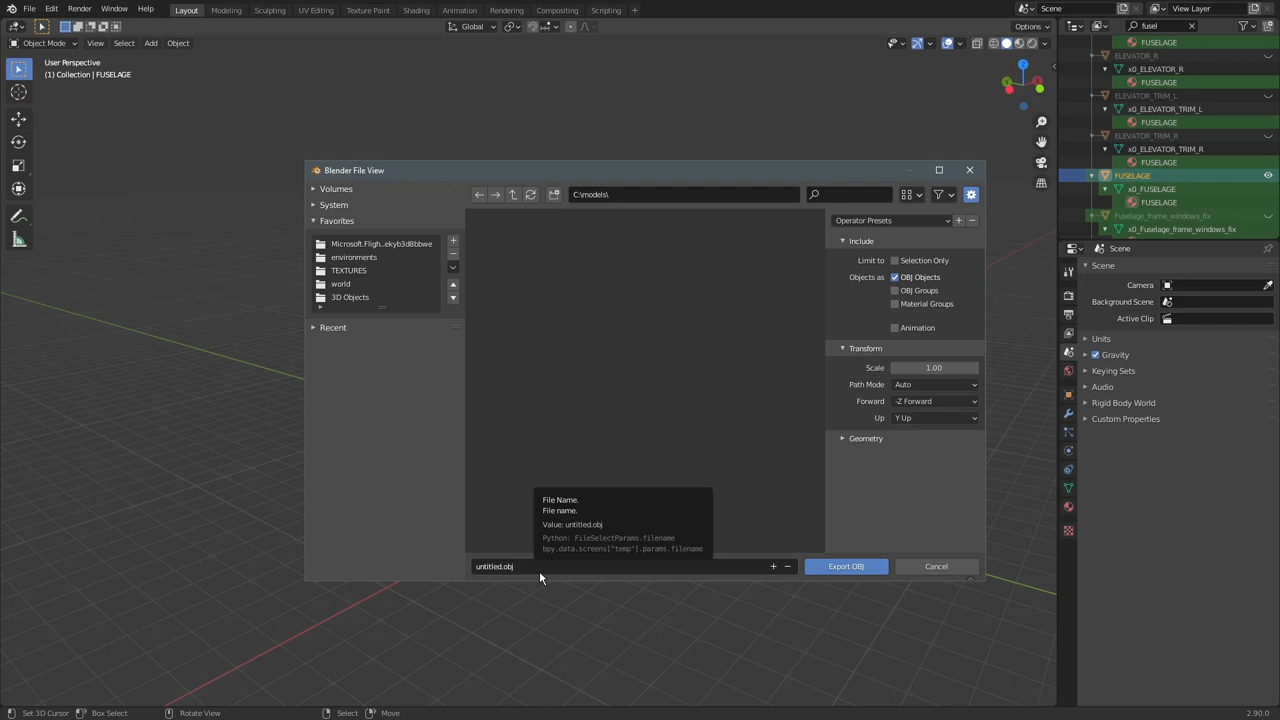 File Edit Render Window Help
Layout Modeling Sculpting UV Editing Texture Paint Shading Animation Rendering Compositing Scripting +
Scene
View Layer
Global
Options
fusel
Object Mode View Select Add Object
User Perspective
(1) Collection | FUSELAGE
FUSELAGE
ELEVATOR_R
x0_ELEVATOR_R
FUSELAGE
ELEVATOR_TRIM_L
x0_ELEVATOR_TRIM_L
FUSELAGE
ELEVATOR_TRIM_R
x0_ELEVATOR_TRIM_R
FUSELAGE
FUSELAGE
x0_FUSELAGE
FUSELAGE
Fuselage_frame_windows_fix
x0_Fuselage_frame_windows_fix
Z
Y
Blender File View
Volumes
System
Favorites
Microsoft.Fligh..ekyb3d8bbwe
environments
TEXTURES
world
3D Objects
Recent
C:\models\
Operator Presets
Include
Limit to Selection Only
Objects as OBJ Objects
OBJ Groups
Material Groups
Animation
Transform
Scale 1.00
Path Mode Auto
Forward -Z Forward
Up Y Up
Geometry
File Name.
File name.
Value: untitled.obj
Python: FileSelectParams.filename
bpy.data.screens["temp"].params.filename
untitled.obj
Export OBJ
Cancel
Scene
Scene
Camera
Background Scene
Active Clip
Units
Gravity
Keying Sets
Audio
Rigid Body World
Custom Properties
Set 3D Cursor Box Select Rotate View Select Move
2.90.0